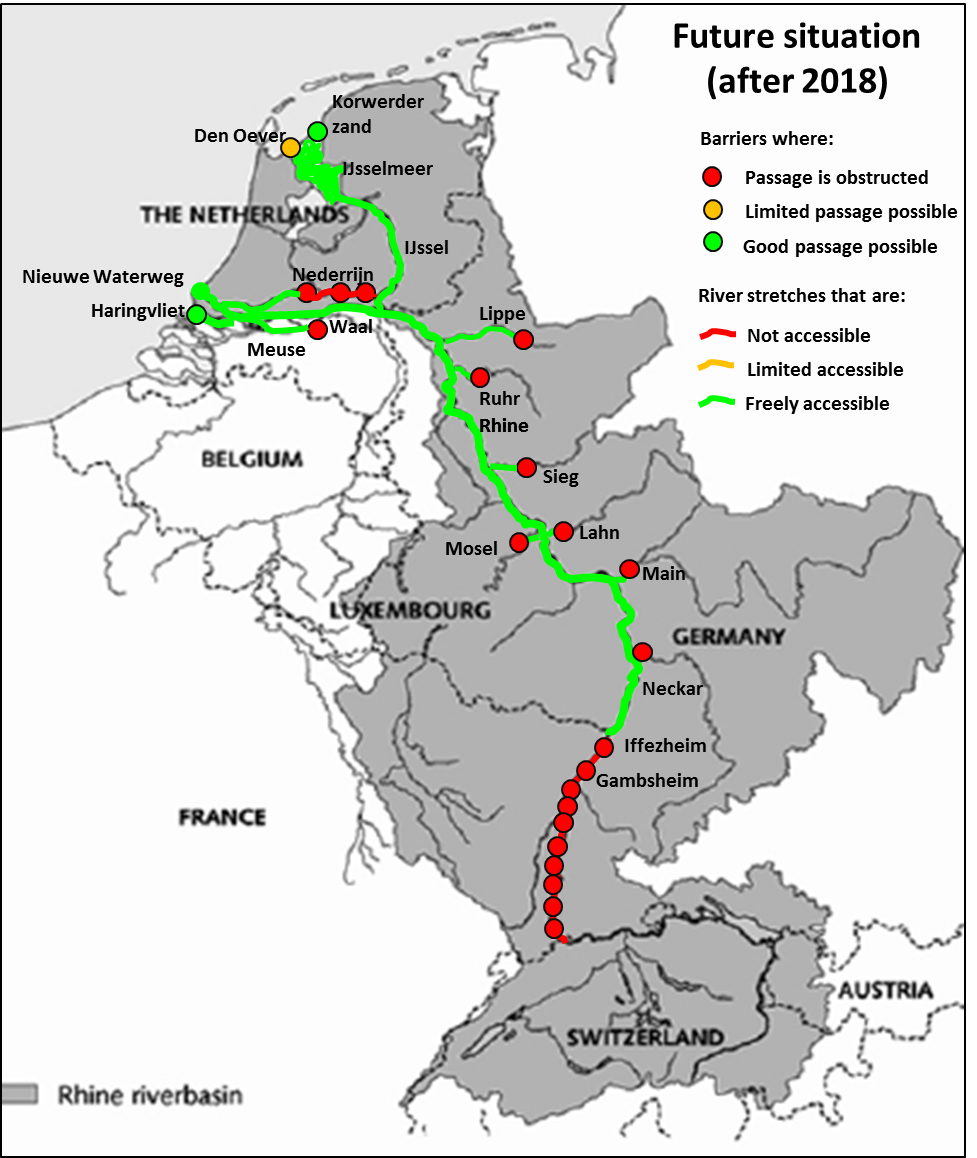 Future situation
(after 2018)
Barriers where:
Passage is obstructed
Limited passage possible
Good passage possible
River stretches that are:
Not accessible
Limited accessible
Freely accessible
Korwerder
zand
Den Oever
IJsselmeer
THE NETHERLANDS
IJssel
Nieuwe Waterweg
Nederrijn
Haringvliet
Waal
Meuse
Lippe
Ruhr
Rhine
BELGIUM
Sieg
Lahn
Mosel
Main
LUXEMBOURG
GERMANY
Neckar
Iffezheim
Gambsheim
FRANCE
AUSTRIA
SWITZERLAND
Rhine riverbasin